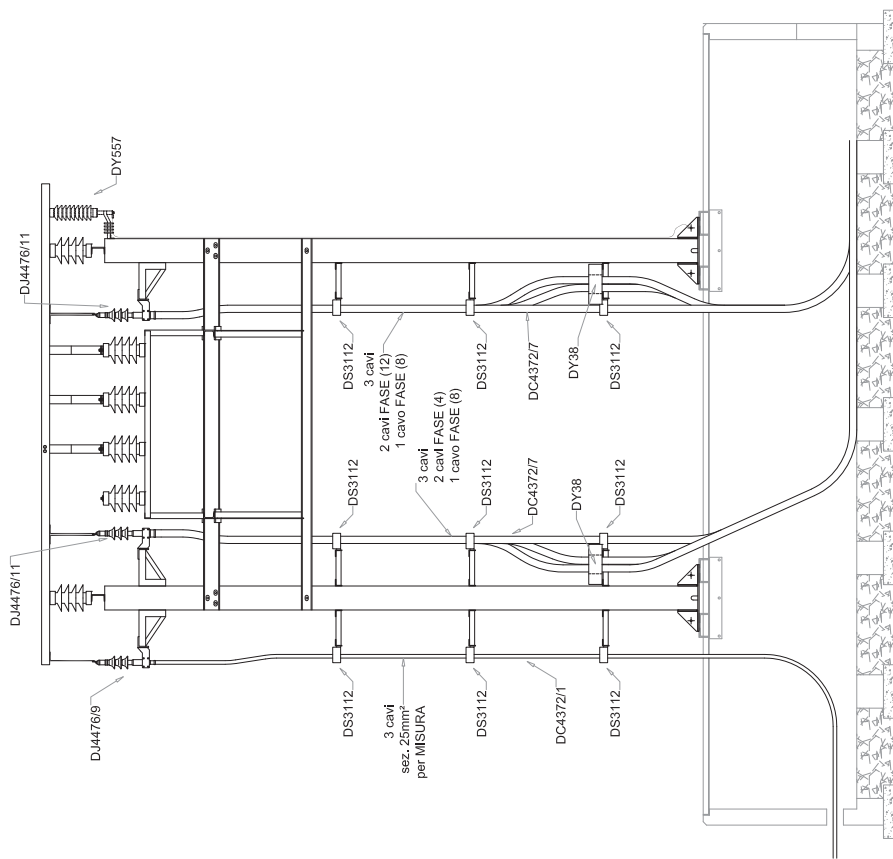 DJ4476/11
DJ4476/11
DJ4476/9
DY557
DS3112
DS3112
DS3112
3 cavi
sez. 25mm²
per MISURA
3 cavi
2 cavi FASE (12)
1 cavo FASE (8)
3 cavi
2 cavi FASE (4)
1 cavo FASE (8)
DS3112
DS3112
DS3112
DC4372/1
DC4372/7
DC4372/7
DY38
DY38
DS3112
DS3112
DS3112